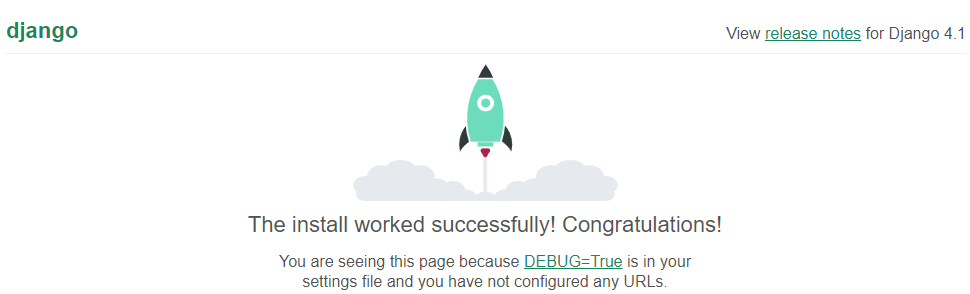 django
View release notes for Django 4.1
The install worked successfully! Congratulations!
You are seeing this page because DEBUG=True is in your
settings file and you have not configured any URLs.